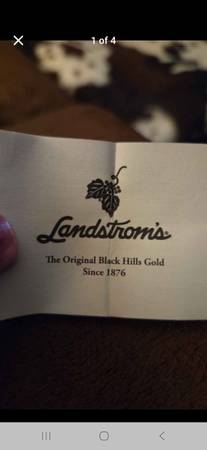 1 of 4
Landstrom's
The Original Black Hills Gold
Since 1876